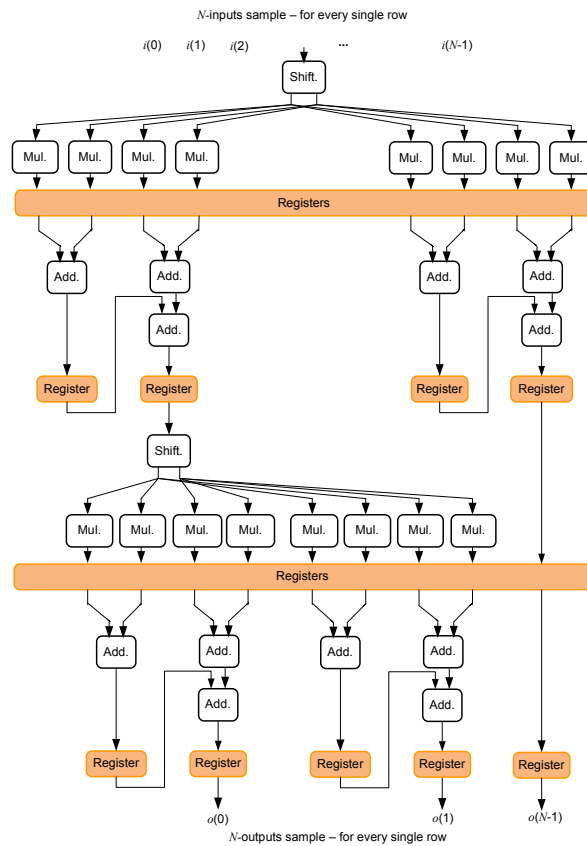 N-inputs sample – for every single row
i(0) i(1) i(2) ... i(N-1)
Shift.
Mul. Mul. Mul. Mul. Mul. Mul. Mul. Mul.
Registers
Add. Add. Add. Add.
Add. Add.
Register Register Register Register
Shift.
Mul. Mul. Mul. Mul. Mul. Mul. Mul. Mul.
Registers
Add. Add. Add. Add.
Add. Add.
Register Register Register Register Register
o(0) o(1) o(N-1)
N-outputs sample – for every single row